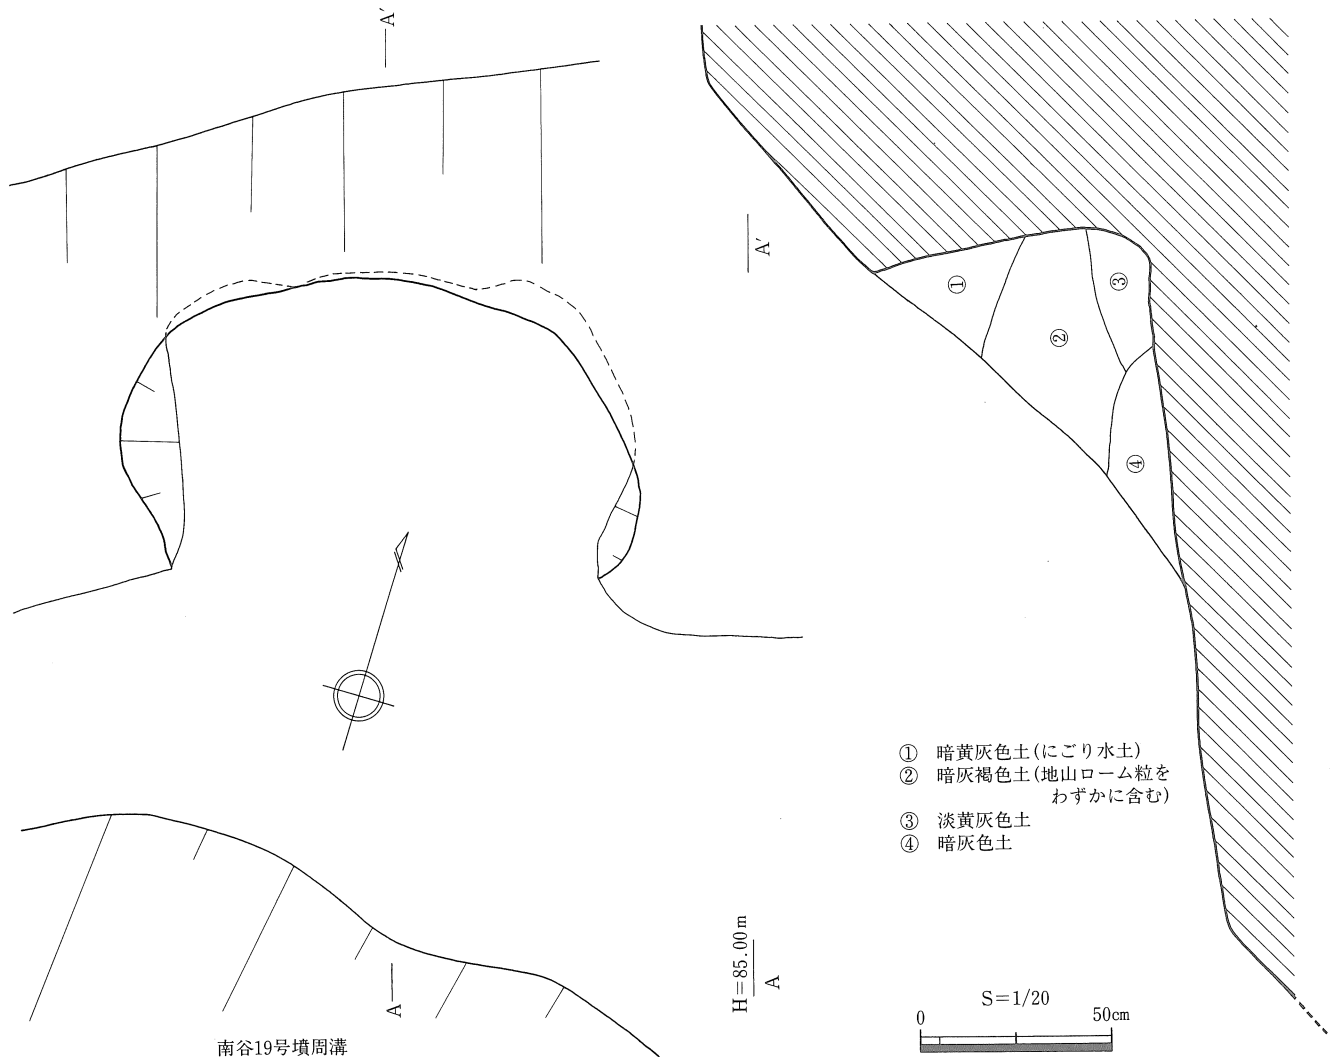 A′
A′
①
②
③
④
① 暗黄灰色土(にごり水土)
② 暗灰褐色土(地山ローム粒を
わずかに含む)
③ 淡黄灰色土
④ 暗灰色土
H=85.00m
A
A
S=1/20
0 50cm
南谷19号墳周溝